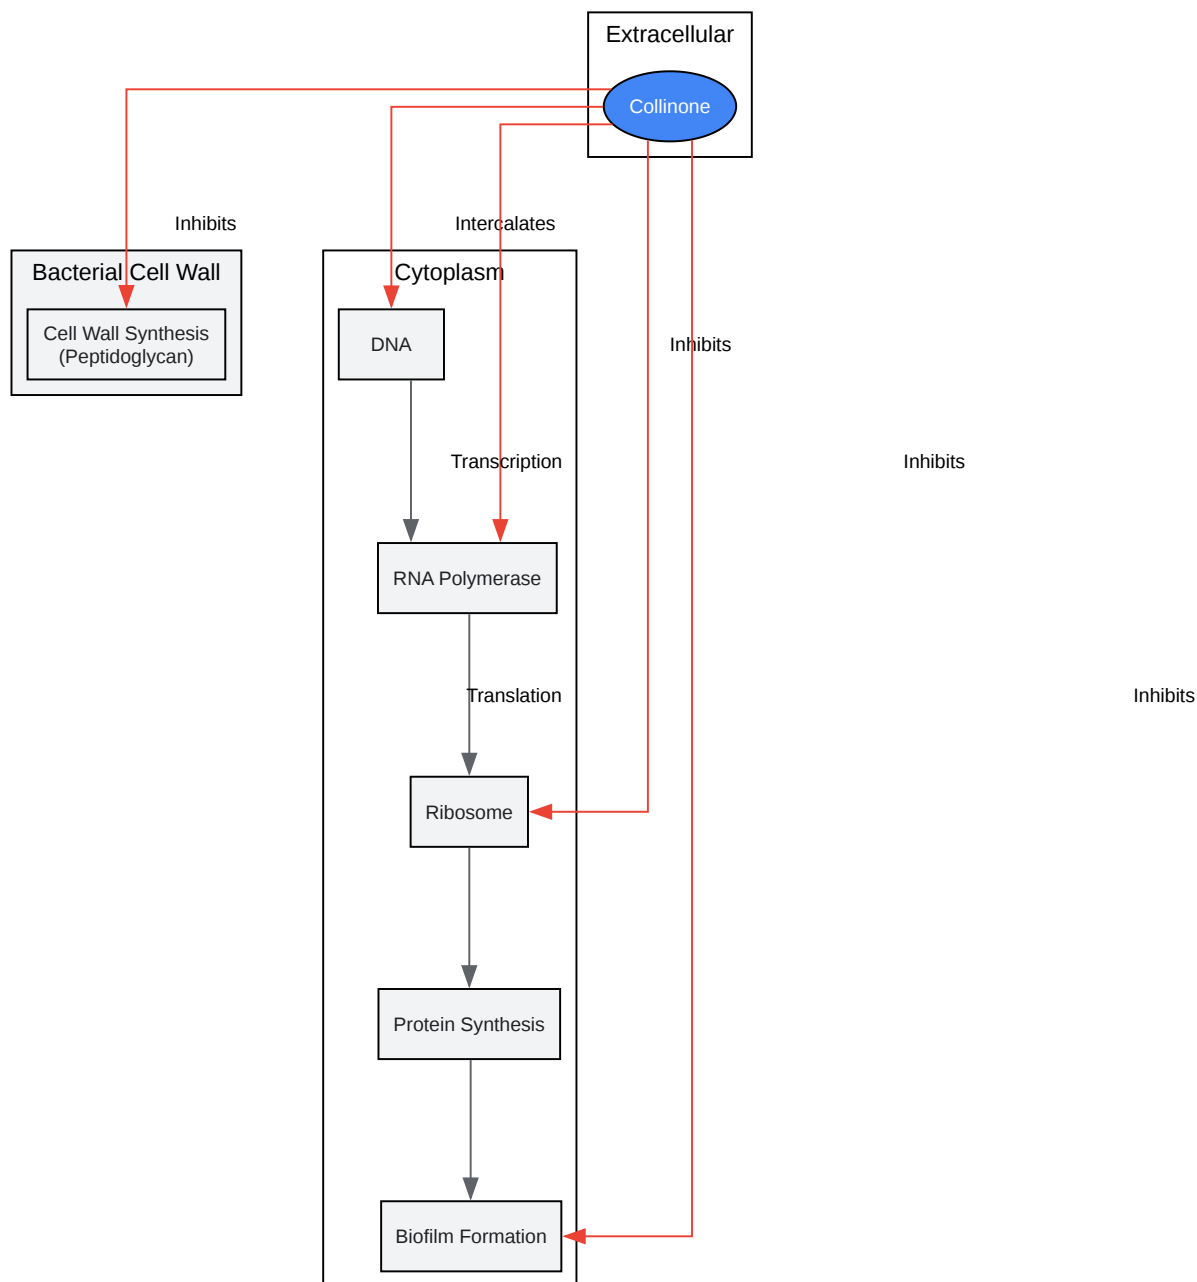 Extracellular
Collinone
Inhibits
Intercalates
Bacterial Cell Wall
Cytoplasm
Cell Wall Synthesis
(Peptidoglycan)
DNA
Inhibits
Transcription
Inhibits
RNA Polymerase
Translation
Inhibits
Ribosome
Protein Synthesis
Biofilm Formation